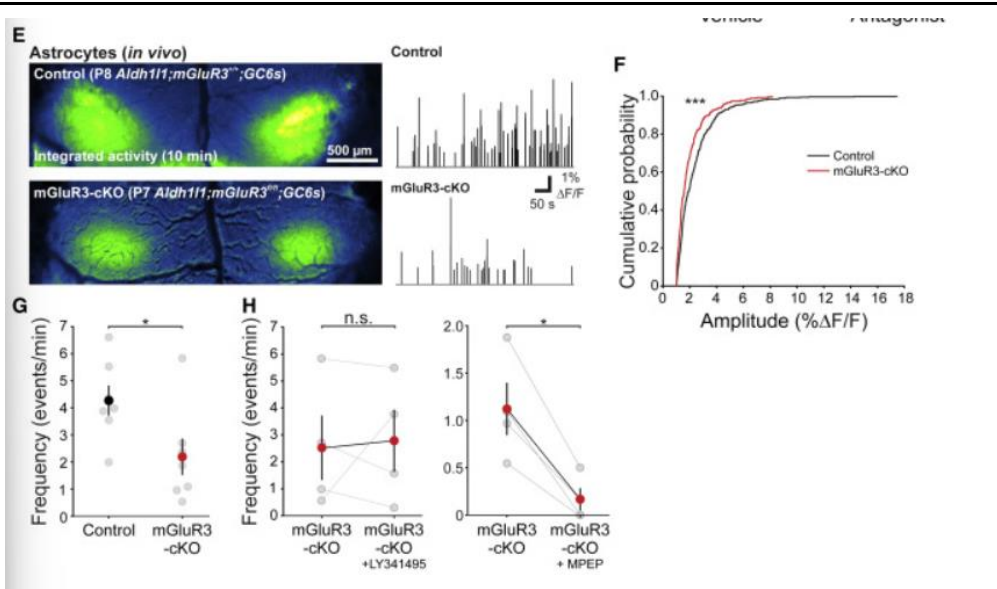 Vehicle Antagonist
E
Astrocytes (in vivo)
Control (P8 Aldh1l1;mGluR3;GC6s)
Integrated activity (10 min)
500 µm
mGluR3-cKO (P7 Aldh1l1;mGluR3;GC6s)
Control
mGluR3-cKO
1%
ΔF/F
50 s
F
Cumulative probability
1.0
0.8
0.6
0.4
0.2
0
***
Control
mGluR3-cKO
0 2 4 6 8 10 12 14 16 18
Amplitude (%ΔF/F)
G
Frequency (events/min)
7
6
5
4
3
2
1
0
*
Control
mGluR3
-cKO
H
Frequency (events/min)
7
6
5
4
3
2
1
0
n.s.
mGluR3
-cKO
mGluR3
-cKO
+LY341495
2.0
1.5
1.0
0.5
0
*
mGluR3
-cKO
mGluR3
-cKO
+ MPEP